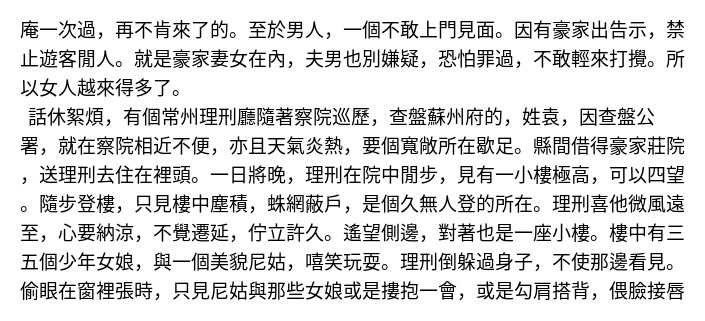 庵一次過，再不肯來了的。至於男人，一個不敢上門見面。因有豪家出告示，禁
止遊客閒人。就是豪家妻女在內，夫男也別嫌疑，恐怕罪過，不敢輕來打攪。所
以女人越來得多了。
話休絮煩，有個常州理刑廳隨著察院巡歷，查盤蘇州府的，姓袁，因查盤公
署，就在察院相近不便，亦且天氣炎熱，要個寬敞所在歇足。縣間借得豪家莊院
，送理刑去住在裡頭。一日將晚，理刑在院中閒步，見有一小樓極高，可以四望
。隨步登樓，只見樓中塵積，蛛網蔽戶，是個久無人登的所在。理刑喜他微風遠
至，心要納涼，不覺遷延，佇立許久。遙望側邊，對著也是一座小樓。樓中有三
五個少年女娘，與一個美貌尼姑，嘻笑玩耍。理刑倒躲過身子，不使那邊看見。
偷眼在窗裡張時，只見尼姑與那些女娘或是摟抱一會，或是勾肩搭背，偎臉接唇